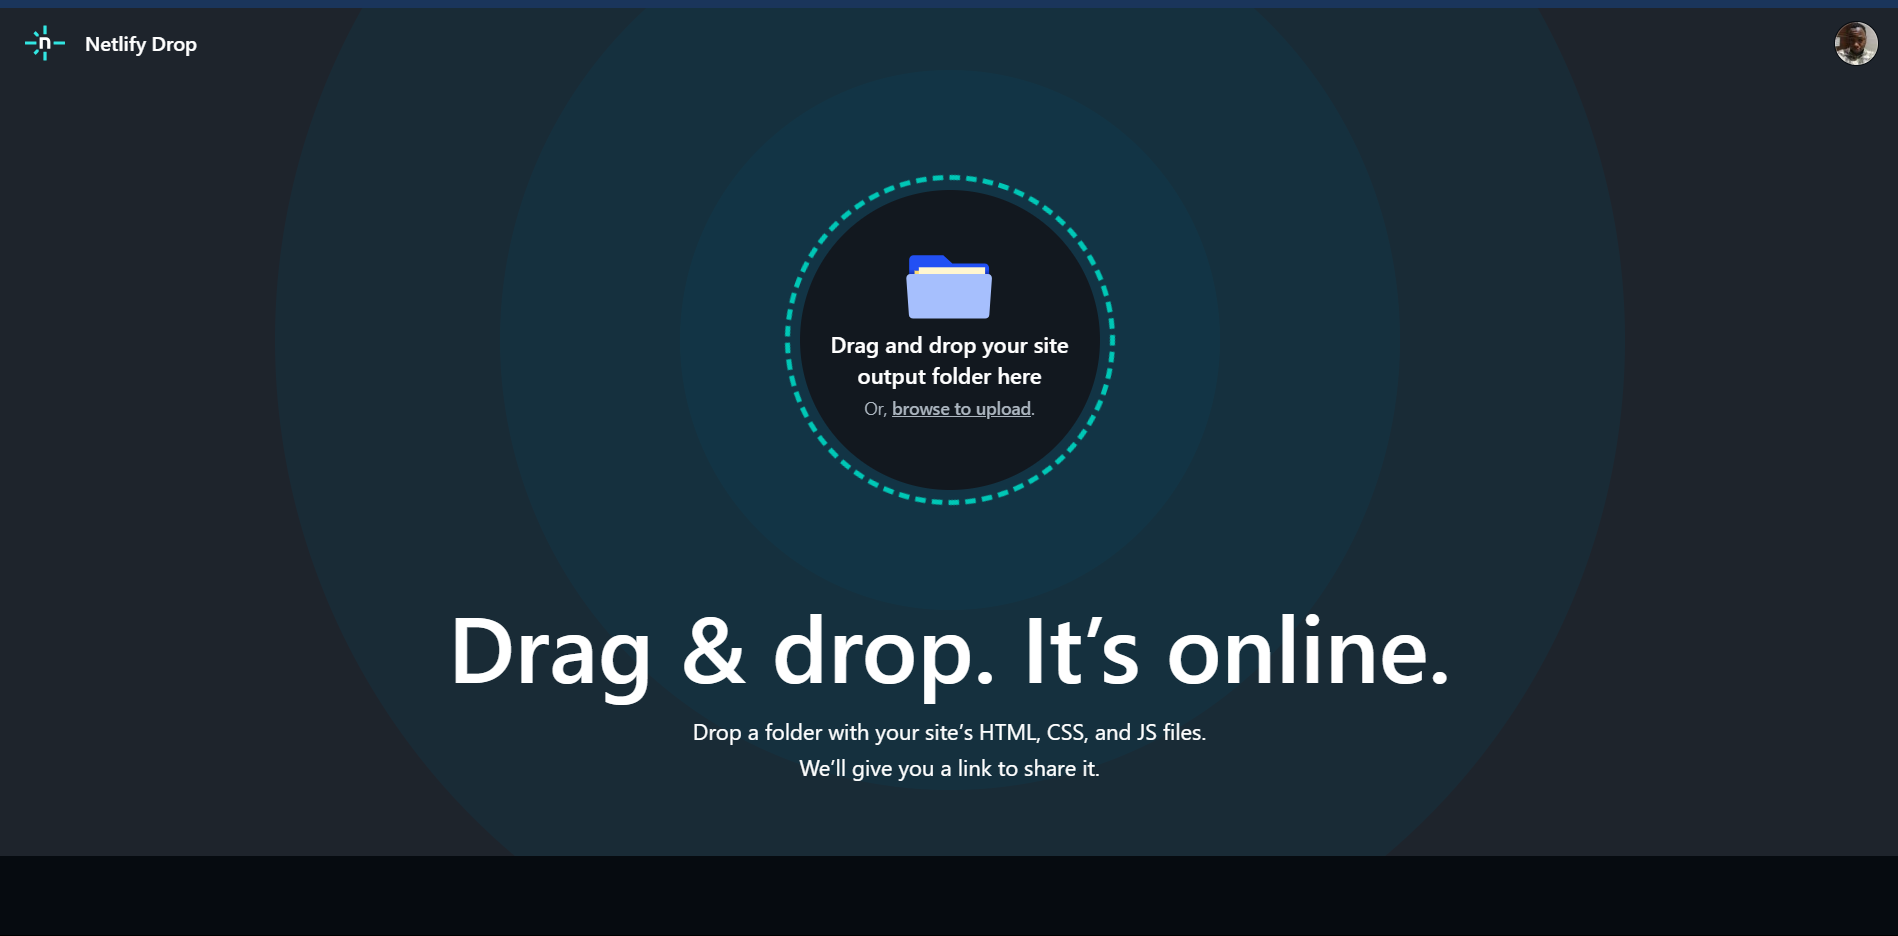 Netlify Drop
Drag and drop your site
output folder here
Or, browse to upload.
Drag & drop. It’s online.
Drop a folder with your site’s HTML, CSS, and JS files.
We’ll give you a link to share it.